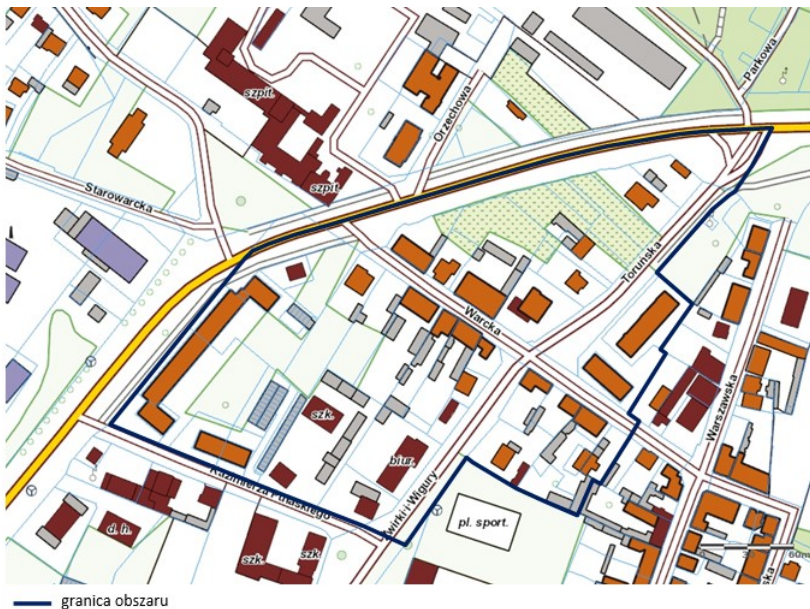 Parkowa
szpit.
Orzechowa
szpit.
Starowarcka
Toruńska
Warcka
Warszawska
szk.
biur.
Kazimierza Pułaskiego
Żwirki i Wigury
pl. sport.
d. h.
szk.
szk
60m
granica obszaru